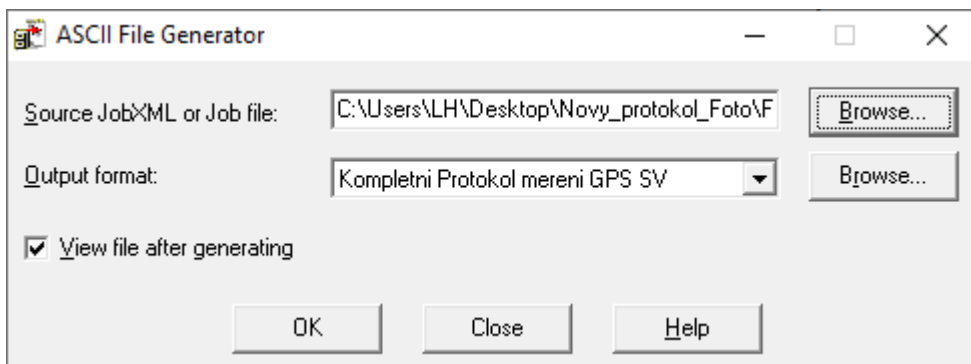 ASCII File Generator
Source JobXML or Job file: C:\Users\LH\Desktop\Novy_protokol_Foto\F Browse...
Output format: Kompletni Protokol mereni GPS SV Browse...
View file after generating
OK Close Help